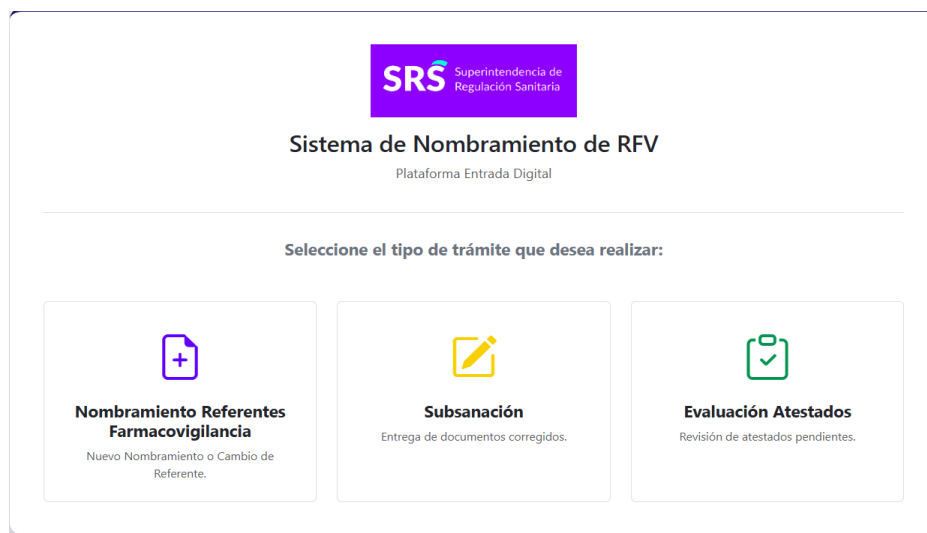 SRS
Superintendencia de
Regulación Sanitaria
Sistema de Nombramiento de RFV
Plataforma Entrada Digital
Seleccione el tipo de trámite que desea realizar:
Nombramiento Referentes
Farmacovigilancia
Nuevo Nombramiento o Cambio de
Referente.
Subsanación
Entrega de documentos corregidos.
Evaluación Atestados
Revisión de atestados pendientes.